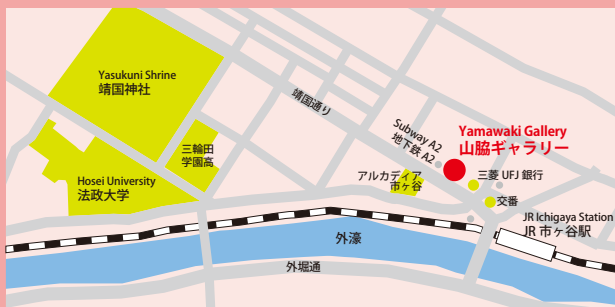 Yasukuni Shrine
靖国神社
靖国通り
Subway A2
地下鉄 A2
Yamawaki Gallery
山脇ギャラリー
三輪田
学園高
Hosei University
法政大学
アルカディア
市ヶ谷
三菱 UFJ 銀行
交番
JR Ichigaya Station
JR 市ヶ谷駅
外濠
外堀通